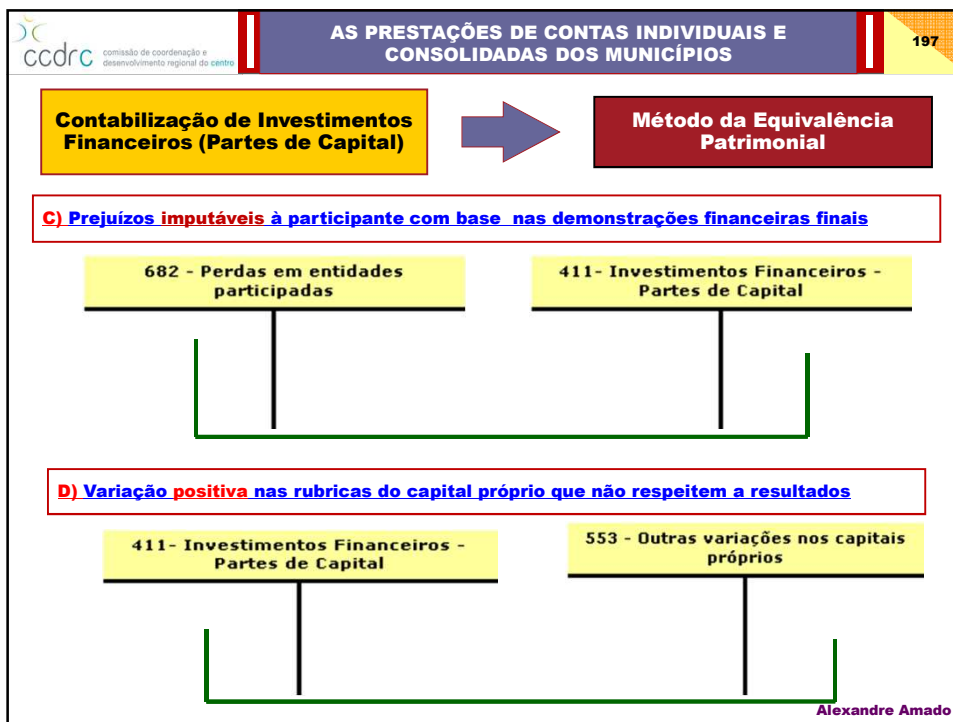 ccdrc
comissão de coordenação e
desenvolvimento regional do centro
AS PRESTAÇÕES DE CONTAS INDIVIDUAIS E
CONSOLIDADAS DOS MUNICÍPIOS
197
Contabilização de Investimentos
Financeiros (Partes de Capital)
Método da Equivalência
Patrimonial
C) Prejuízos imputáveis à participante com base nas demonstrações financeiras finais
682 - Perdas em entidades
participadas
411- Investimentos Financeiros -
Partes de Capital
D) Variação positiva nas rubricas do capital próprio que não respeitem a resultados
411- Investimentos Financeiros -
Partes de Capital
553 - Outras variações nos capitais
próprios
Alexandre Amado